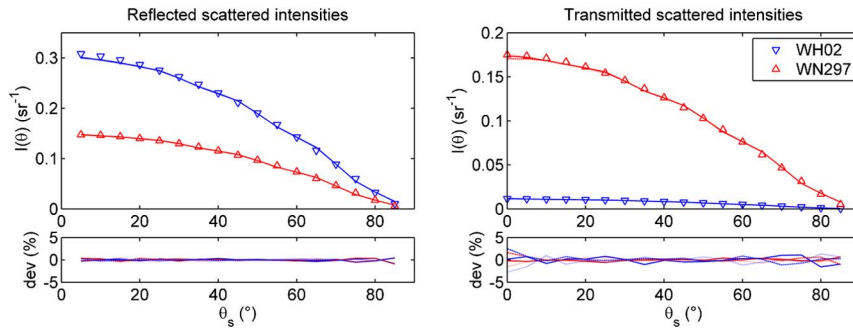 Reflected scattered intensities
0.3
0.2
0.1
0
I(θ) (sr⁻¹)
0 20 40 60 80
5
0
-5
dev (%)
0 20 40 60 80
θs (°)
Transmitted scattered intensities
0.2
0.15
0.1
0.05
0
I(θ) (sr⁻¹)
WH02
WN297
0 20 40 60 80
5
0
-5
dev (%)
0 20 40 60 80
θs (°)